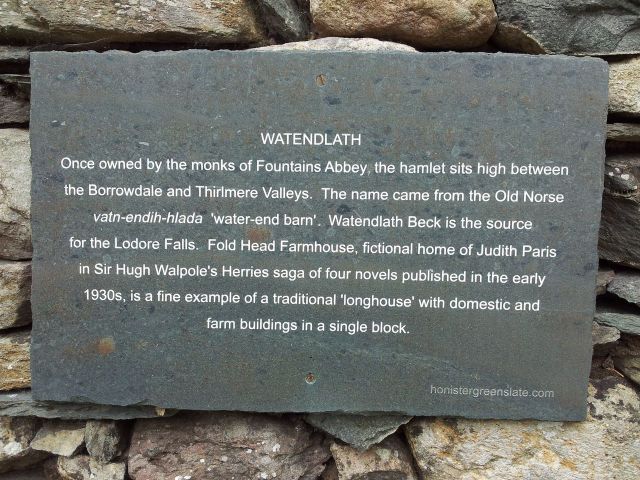 WATENDLATH
Once owned by the monks of Fountains Abbey, the hamlet sits high between
the Borrowdale and Thirlmere Valleys. The name came from the Old Norse
vatn-endih-hlada 'water-end barn'. Watendlath Beck is the source
for the Lodore Falls. Fold Head Farmhouse, fictional home of Judith Paris
in Sir Hugh Walpole's Herries saga of four novels published in the early
1930s, is a fine example of a traditional 'longhouse' with domestic and
farm buildings in a single block.
honistergreenslate.com